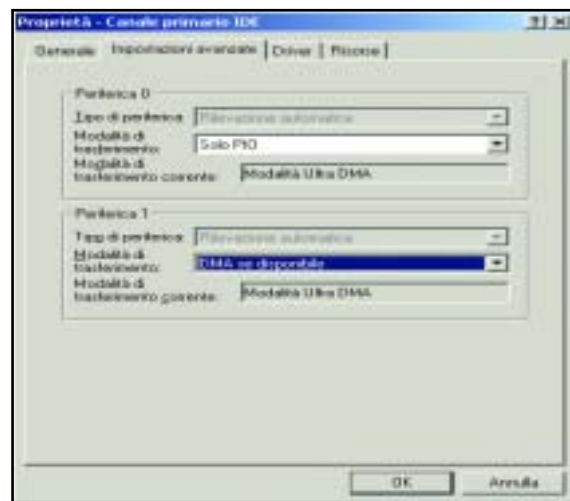 Proprietà - Canale primario IDE
Generale Impostazioni avanzate Driver Risorse
Periferica 0
Tipo di periferica: Rilevazione automatica
Modalità di
trasferimento: Solo PIO
Modalità di
trasferimento corrente: Modalità Ultra DMA
Periferica 1
Tipo di periferica: Rilevazione automatica
Modalità di
trasferimento: DMA se disponibile
Modalità di
trasferimento corrente: Modalità Ultra DMA
OK Annulla